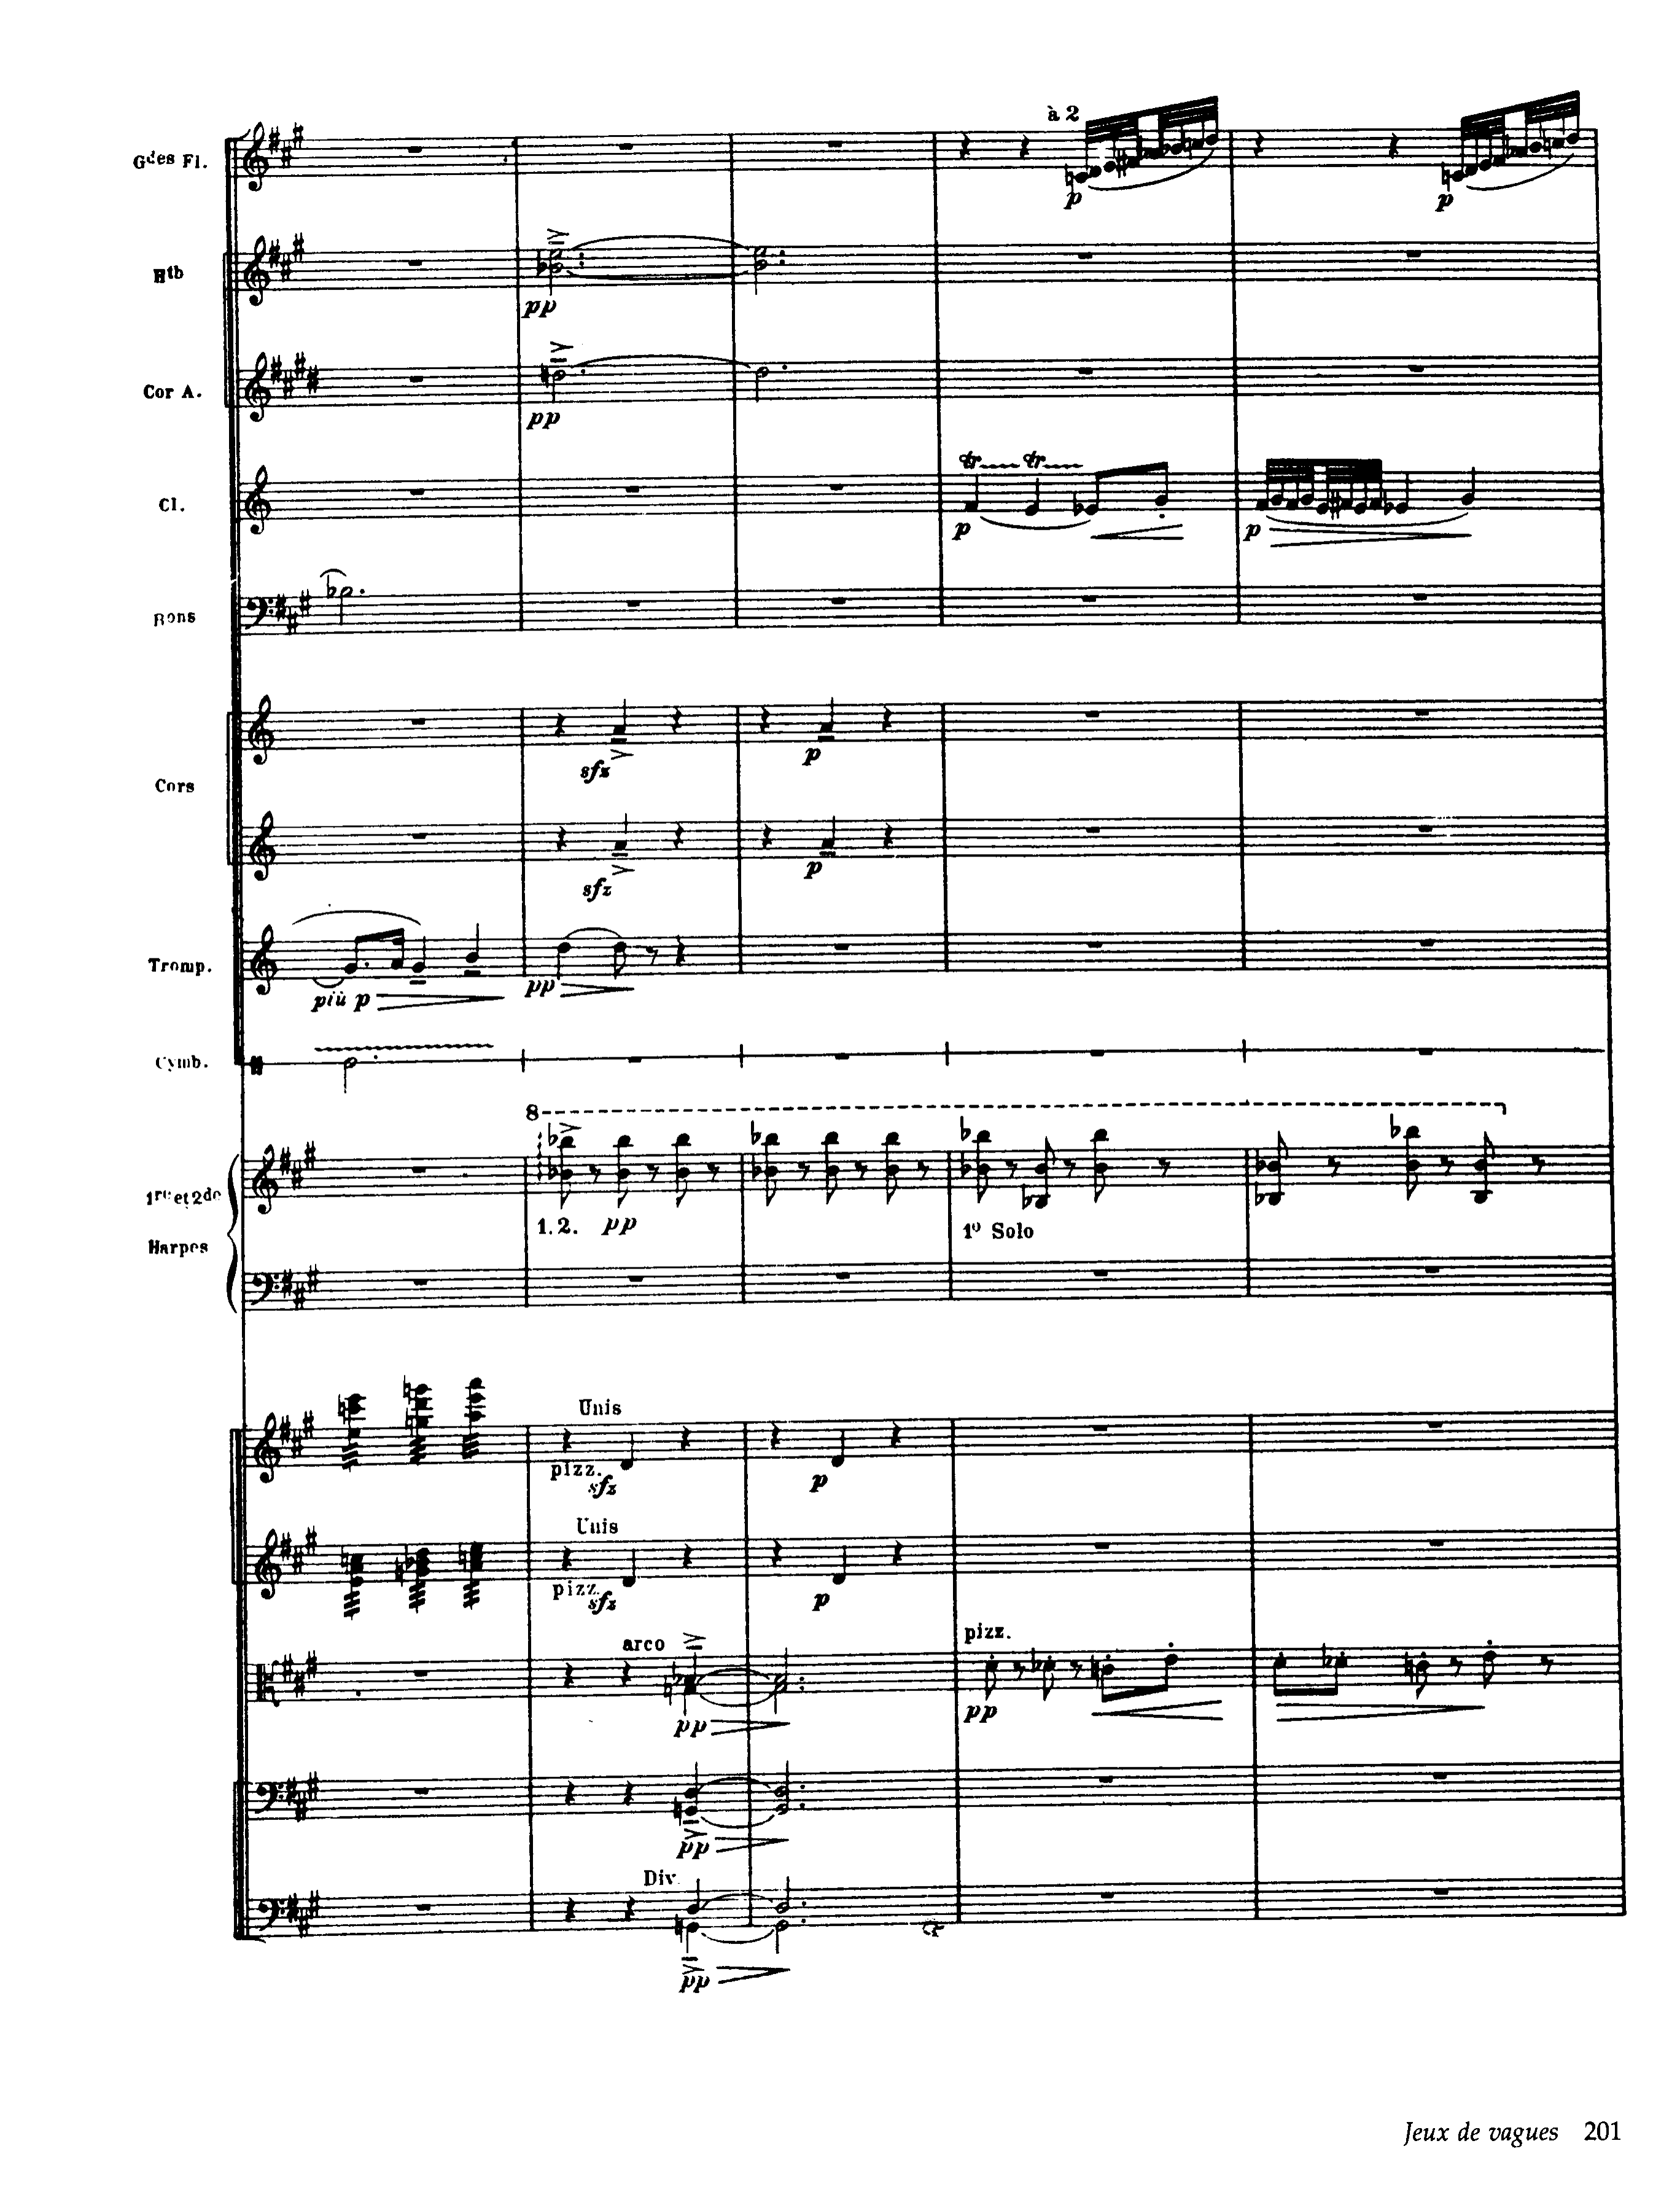 à 2
Gdes Fl.
p
p
Htb
pp
Cor A.
pp
tr tr
Cl.
p
p
Bons
sfz
p
Cors
sfz
p
Tromp.
più p
pp
Cymb.
8
1re et 2de
Harpes
1. 2. pp
1o Solo
Unis
pizz.
sfz
p
Unis
pizz.
sfz
p
arco
pizz.
pp
pp
pp
Div.
pp
Jeux de vagues 201